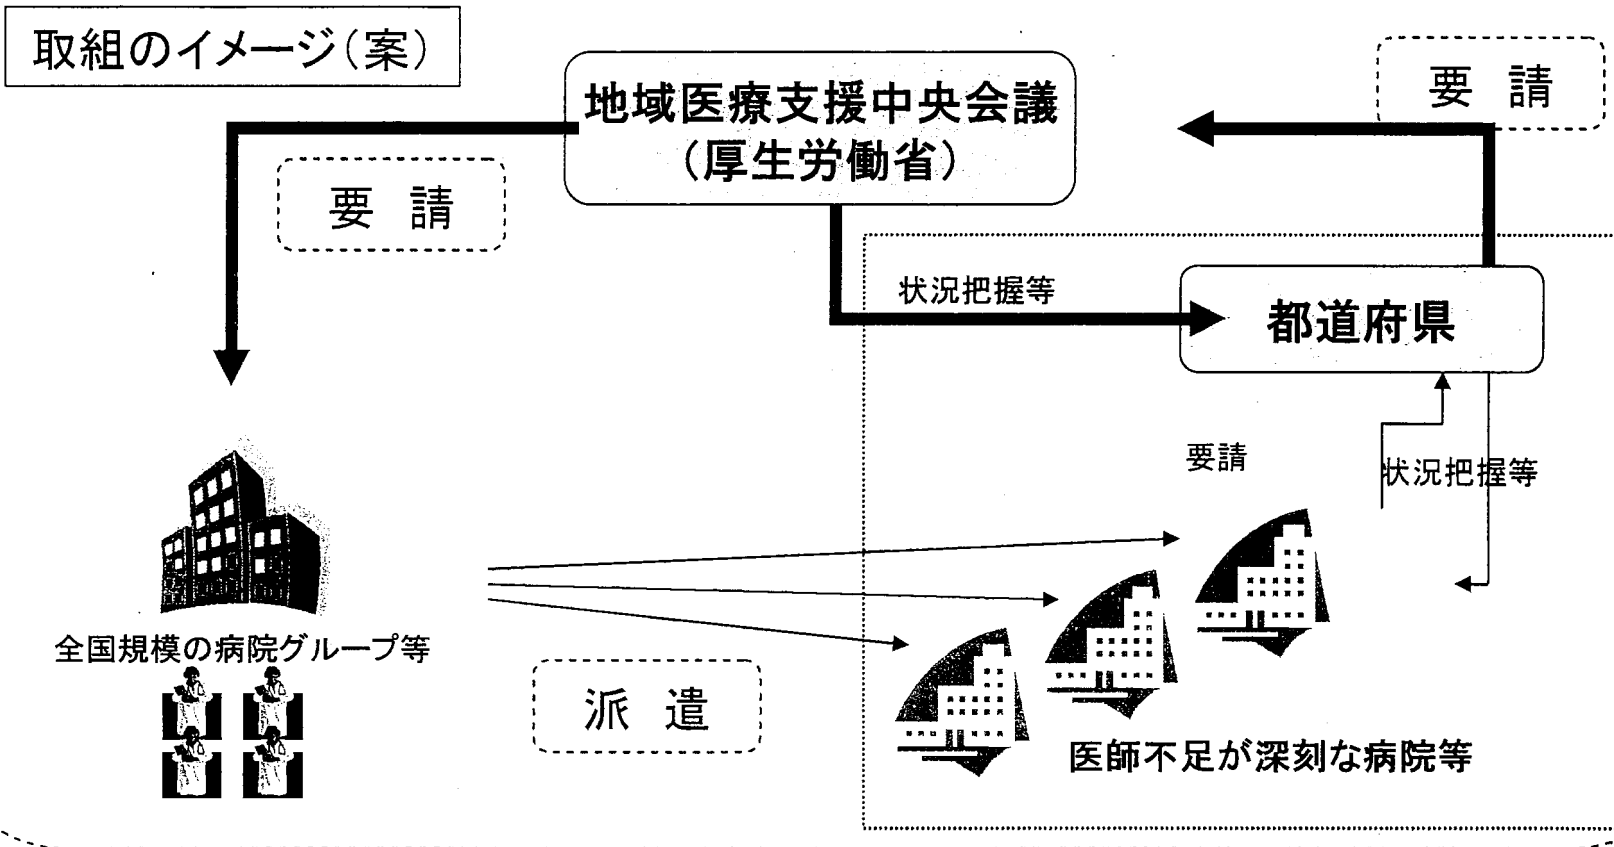 取組のイメージ（案）
地域医療支援中央会議
（厚生労働省）
要 請
要 請
状況把握等
都道府県
要請
状況把握等
全国規模の病院グループ等
派 遣
医師不足が深刻な病院等